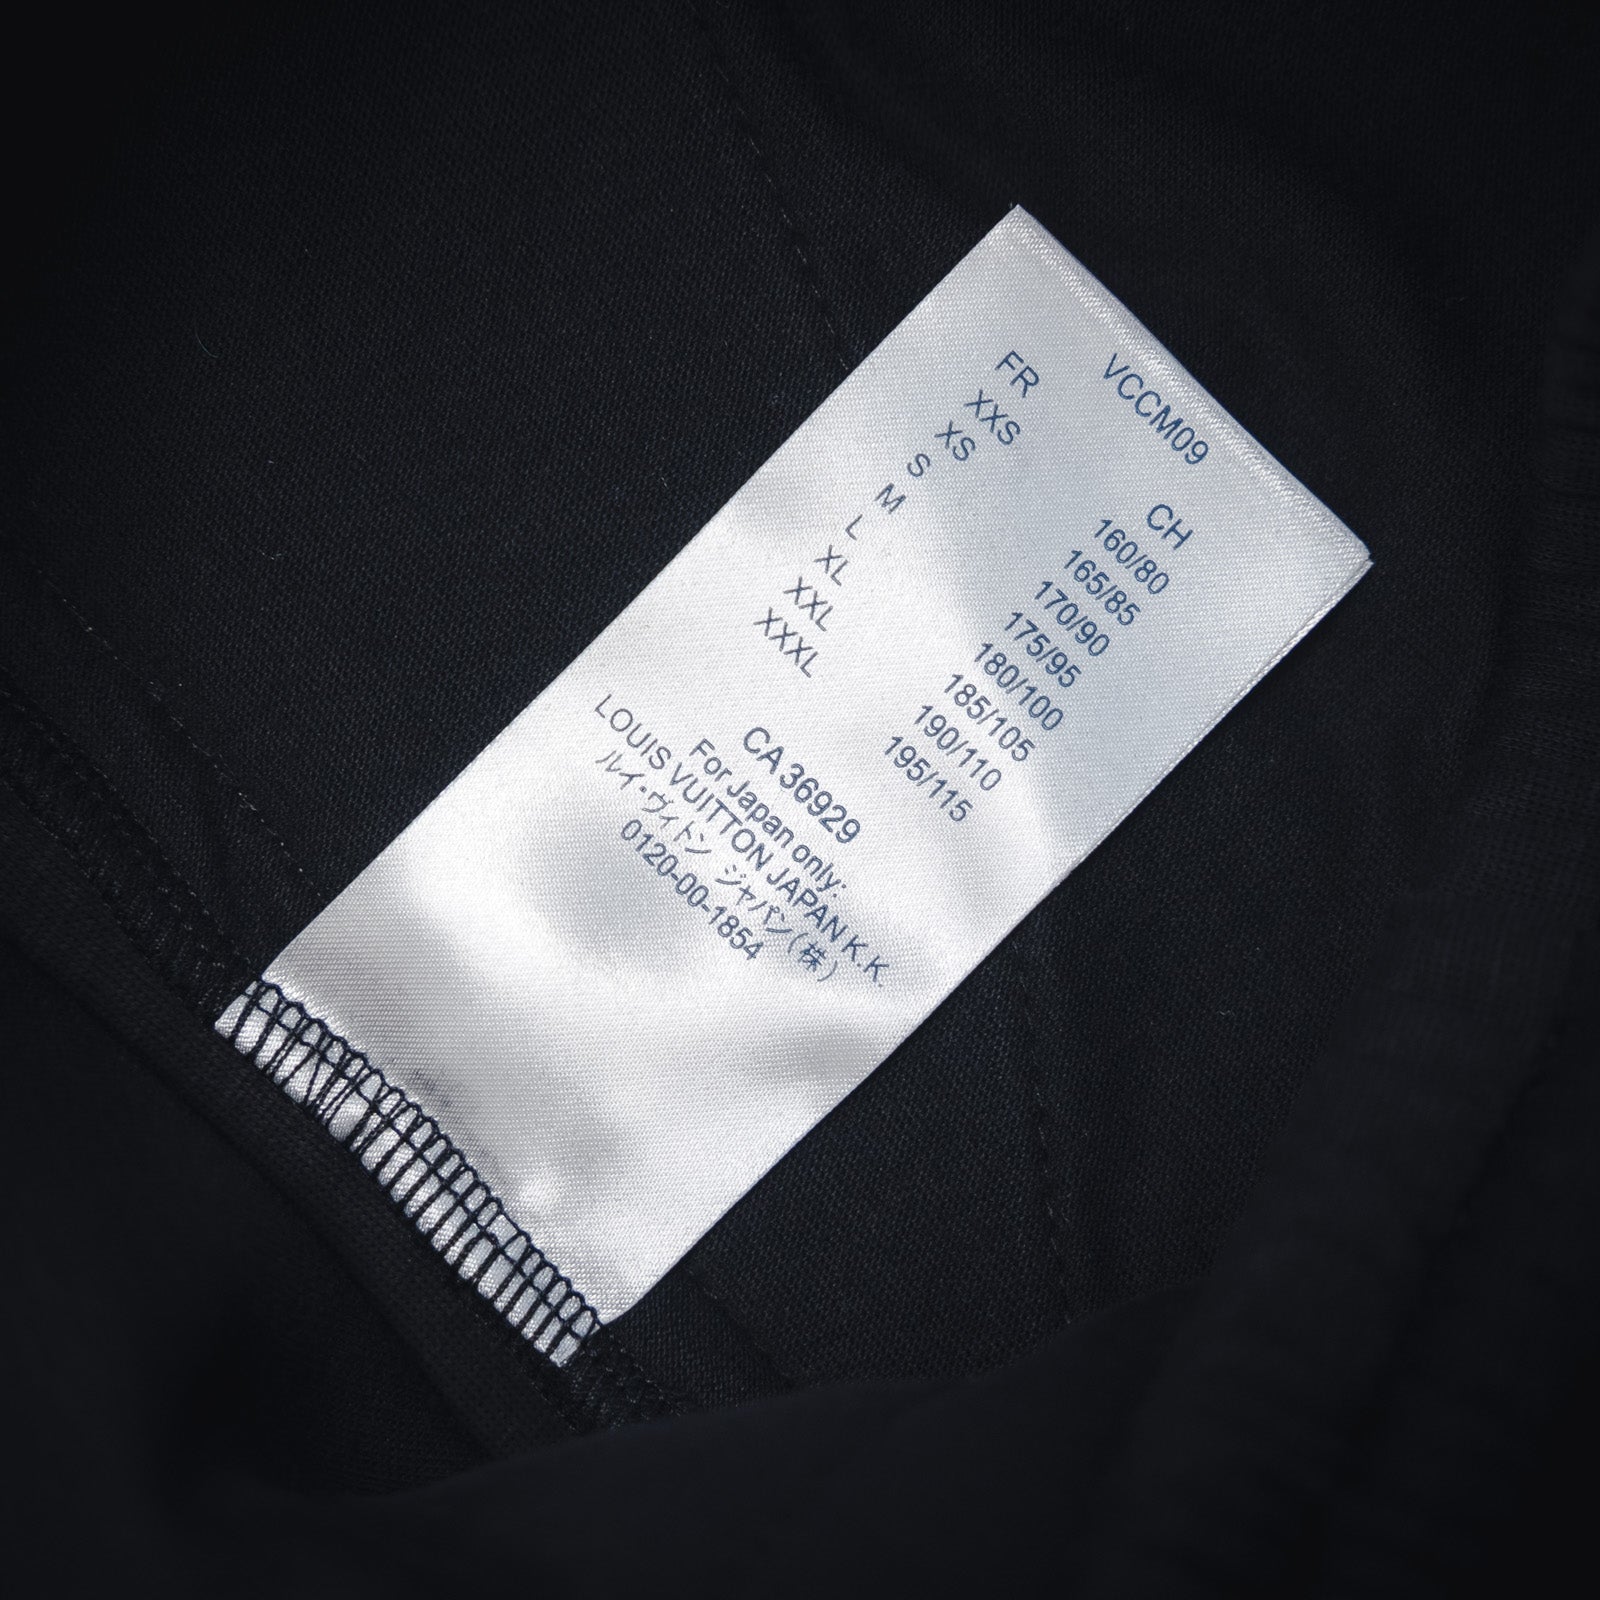 VCCM09
FR CH
XXS 160/80
XS 165/85
S 170/90
M 175/95
L 180/100
XL 185/105
XXL 190/110
XXXL 195/115
CA 36929
For Japan only:
LOUIS VUITTON JAPAN K.K.
ルイ・ヴィトン ジャパン(株)
0120-00-1854